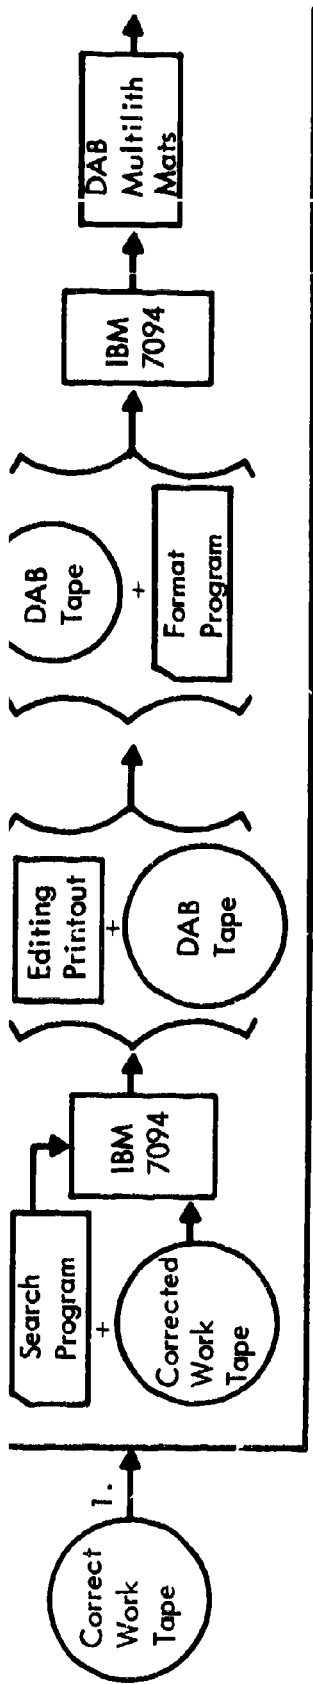 Correct
Work
Tape
1.
Search
Program
+
Corrected
Work
Tape
IBM
7094
Editing
Printout
+
DAB
Tape
DAB
Tape
+
Format
Program
IBM
7094
DAB
Multilith
Mats